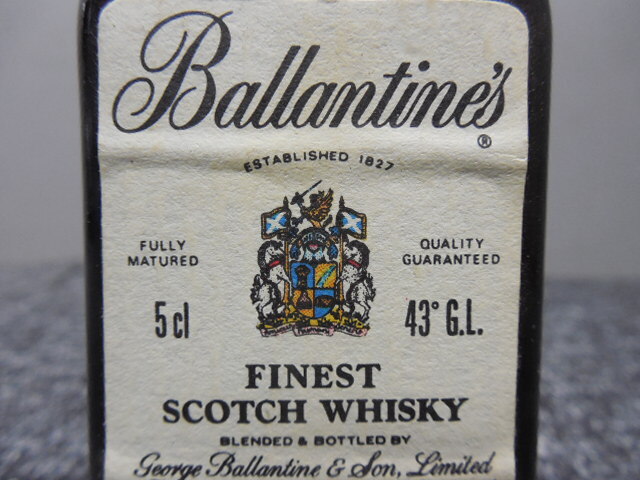 Ballantine's
®
ESTABLISHED 1827
FULLY
MATURED
QUALITY
GUARANTEED
5 cl
43° G.L.
FINEST
SCOTCH WHISKY
BLENDED & BOTTLED BY
George Ballantine & Son, Limited